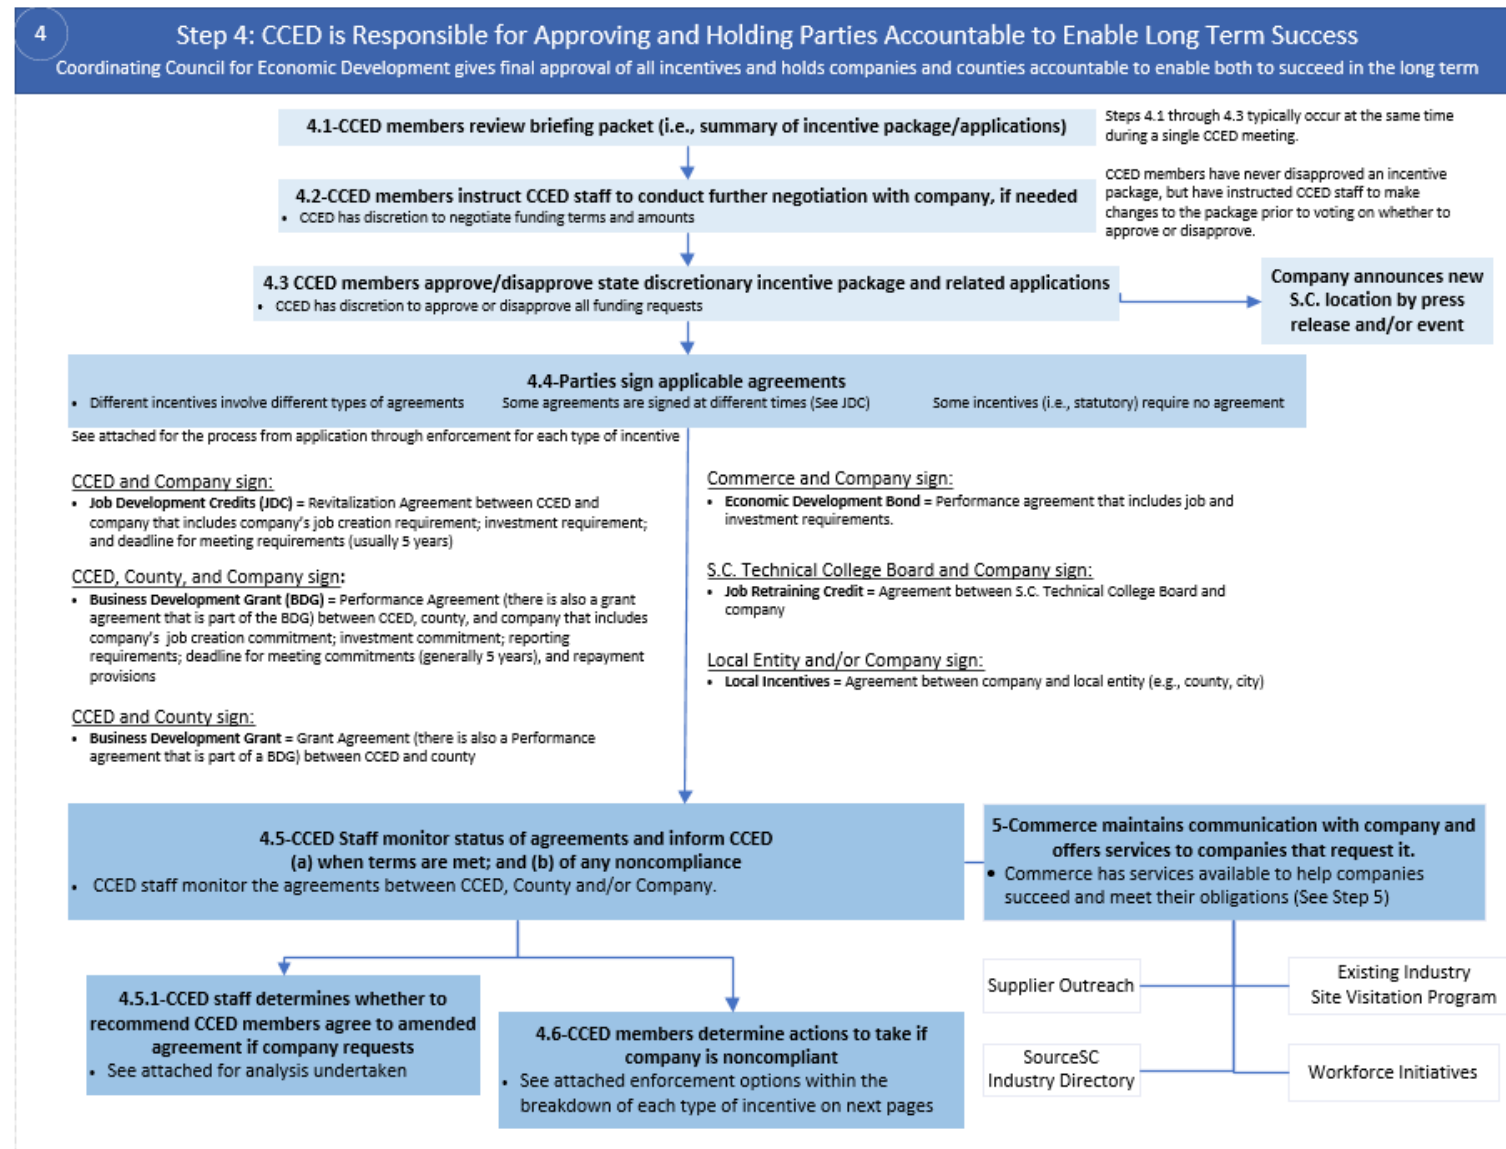 4
Step 4: CCED is Responsible for Approving and Holding Parties Accountable to Enable Long Term Success
Coordinating Council for Economic Development gives final approval of all incentives and holds companies and counties accountable to enable both to succeed in the long term
4.1-CCED members review briefing packet (i.e., summary of incentive package/applications)
Steps 4.1 through 4.3 typically occur at the same time
during a single CCED meeting.
4.2-CCED members instruct CCED staff to conduct further negotiation with company, if needed
• CCED has discretion to negotiate funding terms and amounts
CCED members have never disapproved an incentive
package, but have instructed CCED staff to make
changes to the package prior to voting on whether to
approve or disapprove.
4.3 CCED members approve/disapprove state discretionary incentive package and related applications
• CCED has discretion to approve or disapprove all funding requests
Company announces new
S.C. location by press
release and/or event
4.4-Parties sign applicable agreements
• Different incentives involve different types of agreements
Some agreements are signed at different times (See JDC)
Some incentives (i.e., statutory) require no agreement
See attached for the process from application through enforcement for each type of incentive
CCED and Company sign:
• Job Development Credits (JDC) = Revitalization Agreement between CCED and
company that includes company's job creation requirement; investment requirement;
and deadline for meeting requirements (usually 5 years)
CCED, County, and Company sign:
• Business Development Grant (BDG) = Performance Agreement (there is also a grant
agreement that is part of the BDG) between CCED, county, and company that includes
company's job creation commitment; investment commitment; reporting
requirements; deadline for meeting commitments (generally 5 years), and repayment
provisions
CCED and County sign:
• Business Development Grant = Grant Agreement (there is also a Performance
agreement that is part of a BDG) between CCED and county
Commerce and Company sign:
• Economic Development Bond = Performance agreement that includes job and
investment requirements.
S.C. Technical College Board and Company sign:
• Job Retraining Credit = Agreement between S.C. Technical College Board and
company
Local Entity and/or Company sign:
• Local Incentives = Agreement between company and local entity (e.g., county, city)
4.5-CCED Staff monitor status of agreements and inform CCED
(a) when terms are met; and (b) of any noncompliance
• CCED staff monitor the agreements between CCED, County and/or Company.
5-Commerce maintains communication with company and
offers services to companies that request it.
• Commerce has services available to help companies
succeed and meet their obligations (See Step 5)
4.5.1-CCED staff determines whether to
recommend CCED members agree to amended
agreement if company requests
• See attached for analysis undertaken
4.6-CCED members determine actions to take if
company is noncompliant
• See attached enforcement options within the
breakdown of each type of incentive on next pages
Supplier Outreach
Existing Industry
Site Visitation Program
SourceSC
Industry Directory
Workforce Initiatives